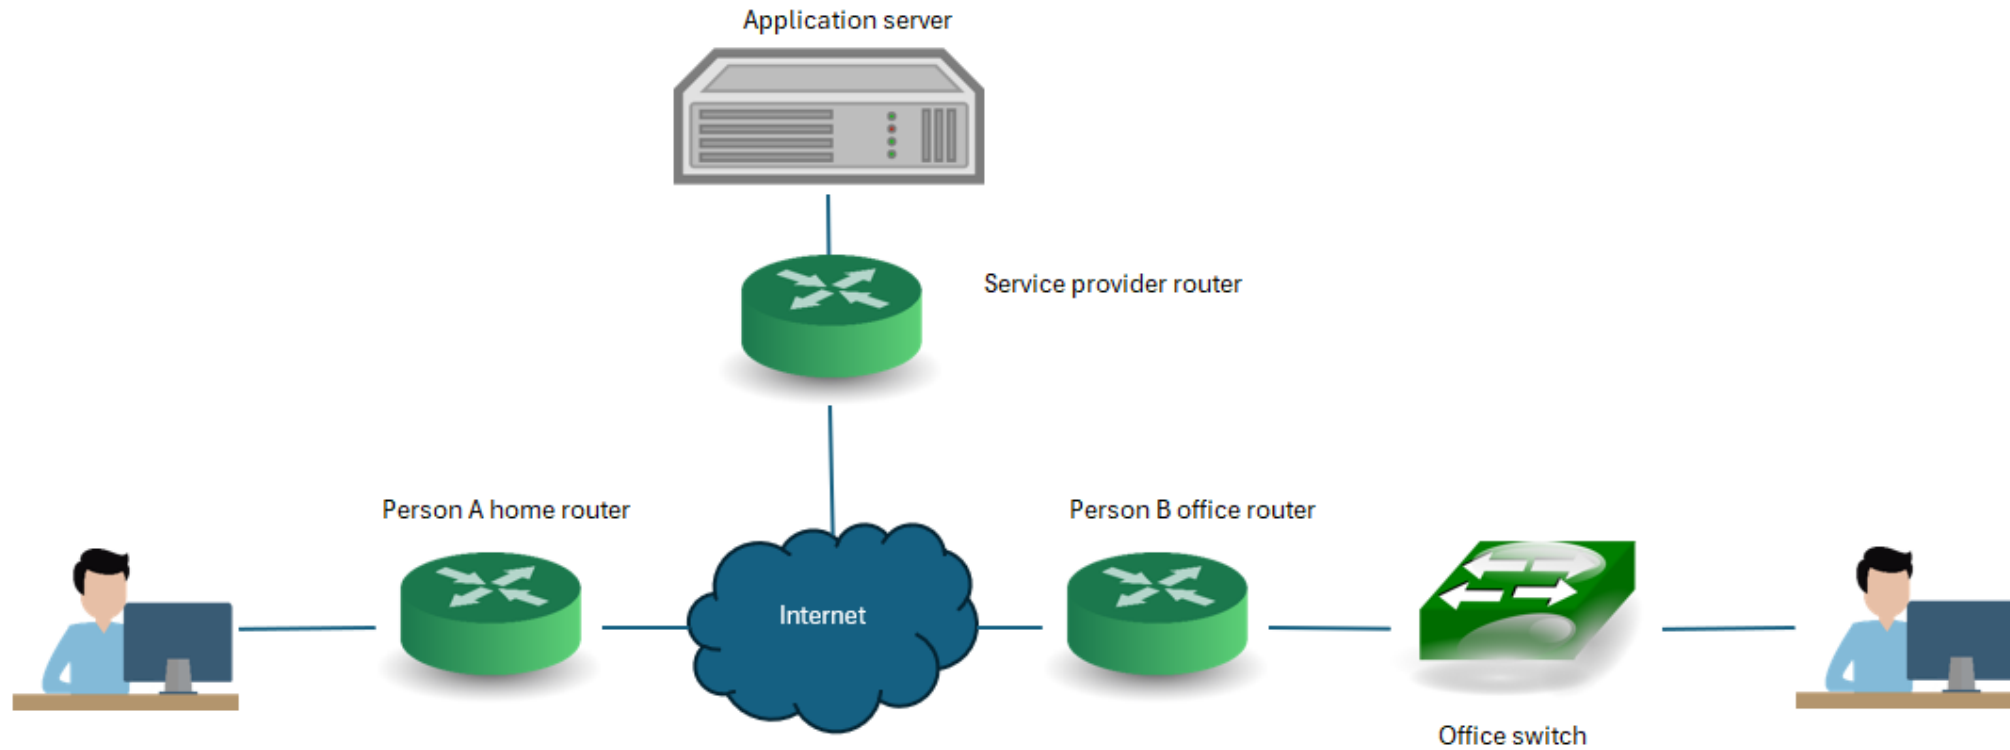 Application server
Service provider router
Person A home router
Person B office router
Internet
Office switch